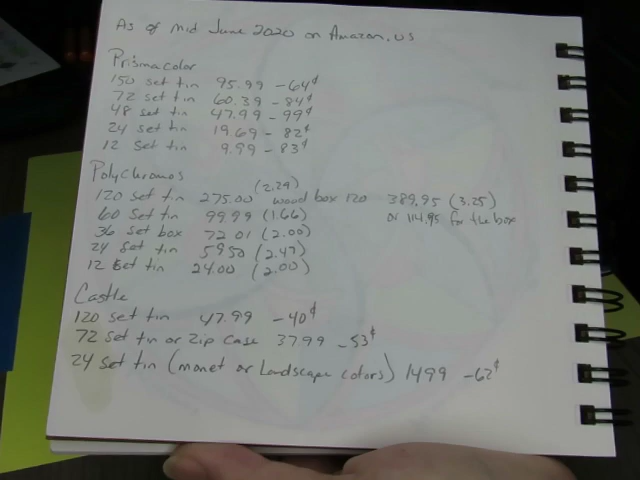 As of mid June 2020 on Amazon.us
Prismacolor
150 set tin 95.99 - 64¢
72 set tin 60.39 - 84¢
48 set tin 47.99 - 99¢
24 set tin 19.69 - 82¢
12 set tin 9.99 - 83¢
Polychromos
120 set tin 275.00 (2.29) wood box 120 389.95 (3.25)
60 set tin 99.99 (1.66) or 114.95 for the box
36 set box 72.01 (2.00)
24 set tin 59.50 (2.47)
12 set tin 24.00 (2.00)
Castle
120 set tin 47.99 - 40¢
72 set tin or zip case 37.99 - 53¢
24 set tin (monet or Landscape colors) 14.99 - 62¢